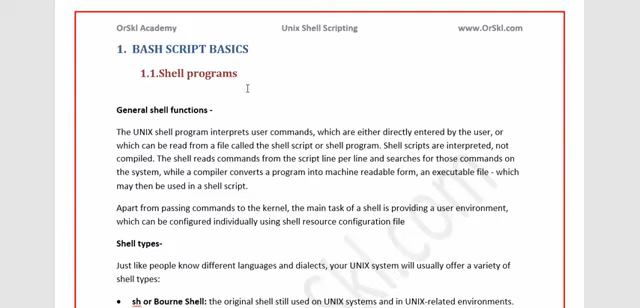 OrSkl Academy Unix Shell Scripting www.OrSkl.com
1. BASH SCRIPT BASICS
1.1.Shell programs
General shell functions -
The UNIX shell program interprets user commands, which are either directly entered by the user, or
which can be read from a file called the shell script or shell program. Shell scripts are interpreted, not
compiled. The shell reads commands from the script line per line and searches for those commands on
the system, while a compiler converts a program into machine readable form, an executable file - which
may then be used in a shell script.
Apart from passing commands to the kernel, the main task of a shell is providing a user environment,
which can be configured individually using shell resource configuration file
Shell types-
Just like people know different languages and dialects, your UNIX system will usually offer a variety of
shell types:
• sh or Bourne Shell: the original shell still used on UNIX systems and in UNIX-related environments.
skl.com